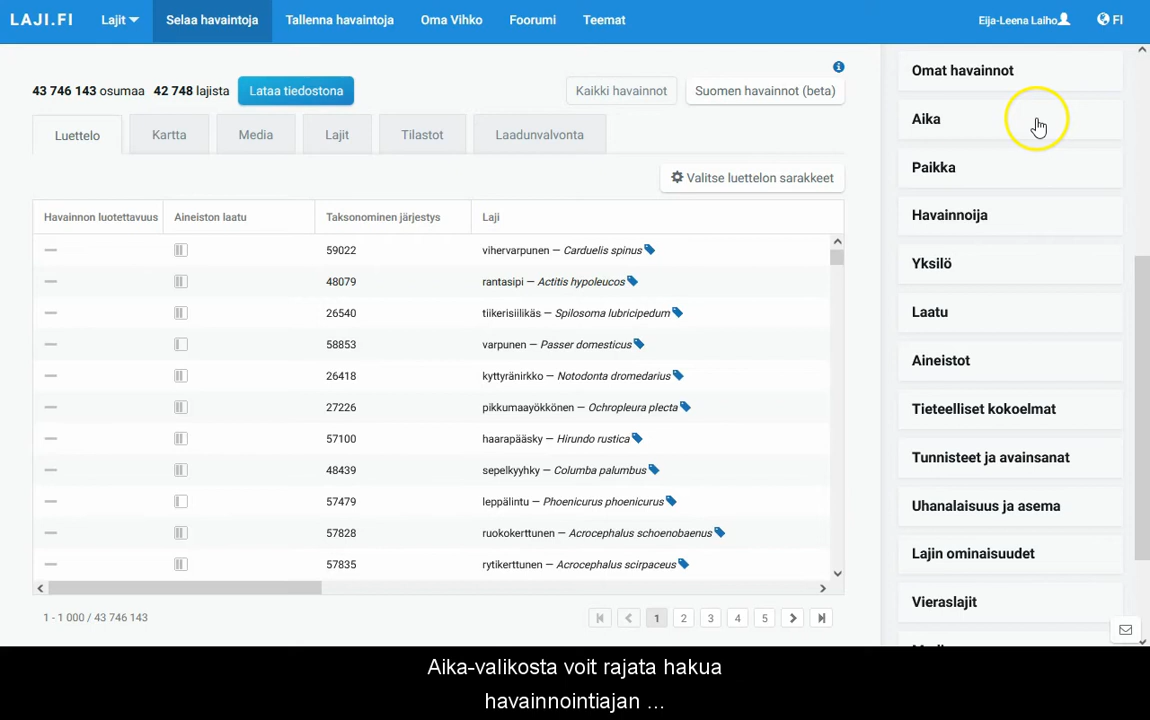 LAJI.FI Lajit Selaa havaintoja Tallenna havaintoja Oma Vihko Foorumi Teemat Eija-Leena Laiho FI
43 746 143 osumaa 42 748 lajista Lataa tiedostona Kaikki havainnot Suomen havainnot (beta)
Luettelo Kartta Media Lajit Tilastot Laadunvalvonta
Valitse luettelon sarakkeet
Havainnon luotettavuus Aineiston laatu Taksonominen järjestys Laji
59022 vihervarpunen — Carduelis spinus
48079 rantasipi — Actitis hypoleucos
26540 tiikerisiilikäs — Spilosoma lubricipedum
58853 varpunen — Passer domesticus
26418 kyttyränirkko — Notodonta dromedarius
27226 pikkumaayökkönen — Ochropleura plecta
57100 haarapääsky — Hirundo rustica
48439 sepelkyyhky — Columba palumbus
57479 leppälintu — Phoenicurus phoenicurus
57828 ruokokerttunen — Acrocephalus schoenobaenus
57835 rytikerttunen — Acrocephalus scirpaceus
1 - 1 000 / 43 746 143 1 2 3 4 5
Omat havainnot
Aika
Paikka
Havainnoija
Yksilö
Laatu
Aineistot
Tieteelliset kokoelmat
Tunnisteet ja avainsanat
Uhanalaisuus ja asema
Lajin ominaisuudet
Vieraslajit
Aika-valikosta voit rajata hakua
havainnointiajan ...